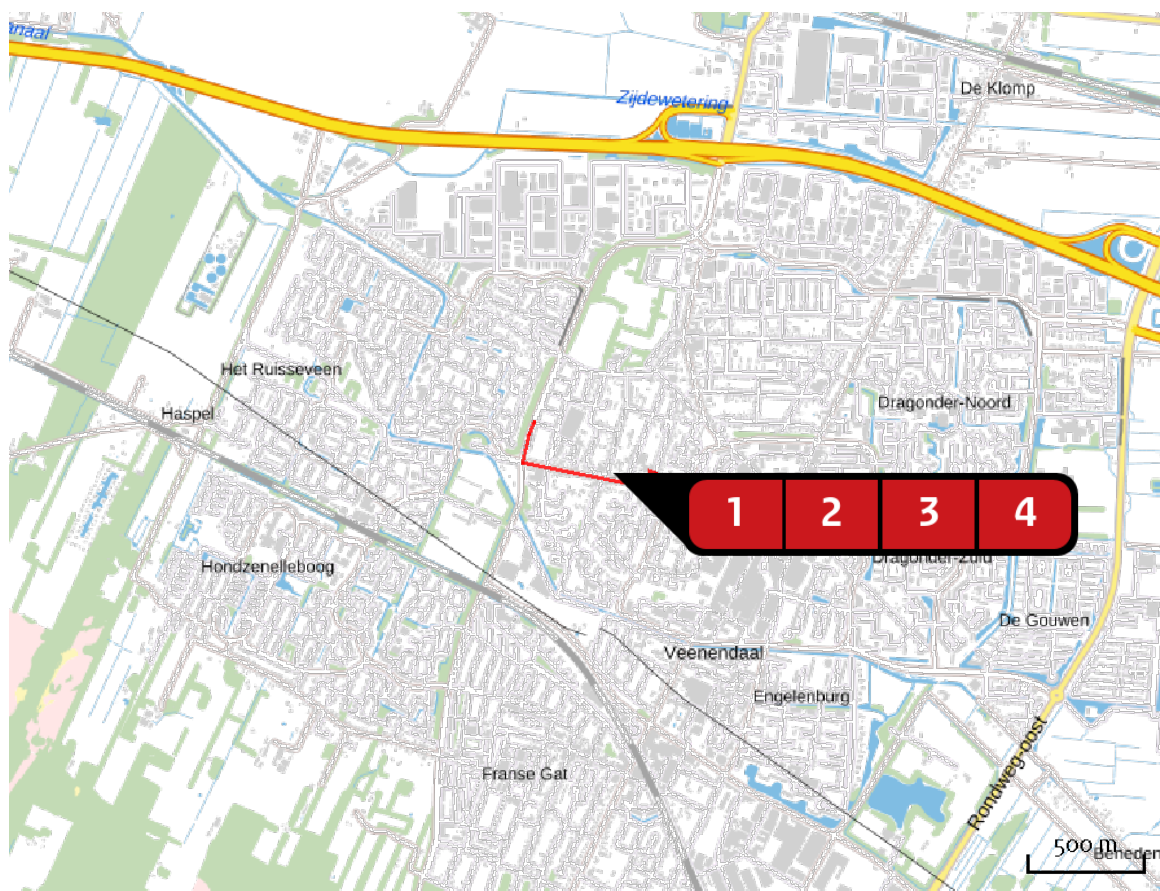 anaal
Zijdewetering
De Klomp
Het Ruisseveen
Haspel
Dragonder-Noord
1 2 3 4
Dragonder-Zuid
Hondzenelleboog
De Gouwen
Veenendaal
Engelenburg
Franse Gat
Rondweg-oost
500 m
Beneden